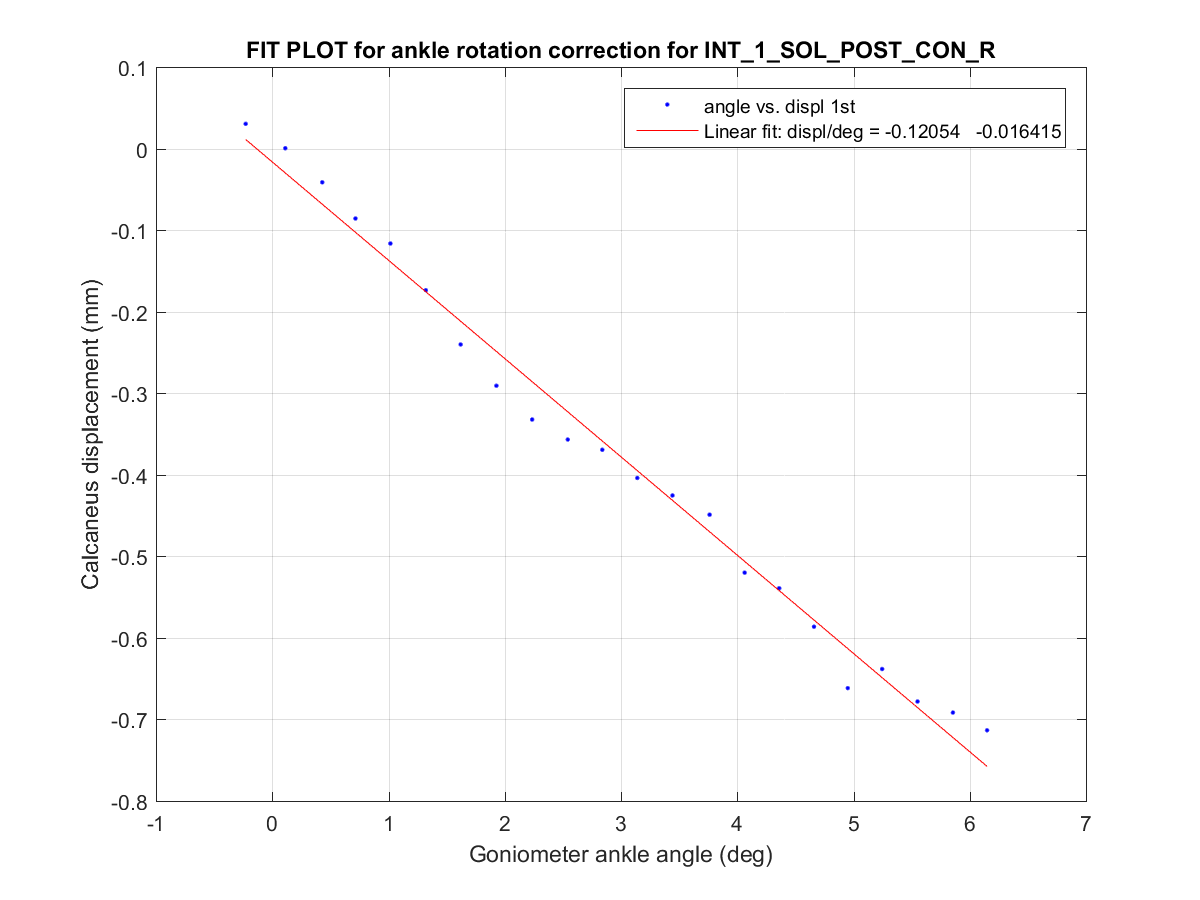 FIT PLOT for ankle rotation correction for INT_1_SOL_POST_CON_R
angle vs. displ 1st
Linear fit: displ/deg = -0.12054 -0.016415
0.1
0
-0.1
-0.2
-0.3
-0.4
-0.5
-0.6
-0.7
-0.8
Calcaneus displacement (mm)
-1 0 1 2 3 4 5 6 7
Goniometer ankle angle (deg)